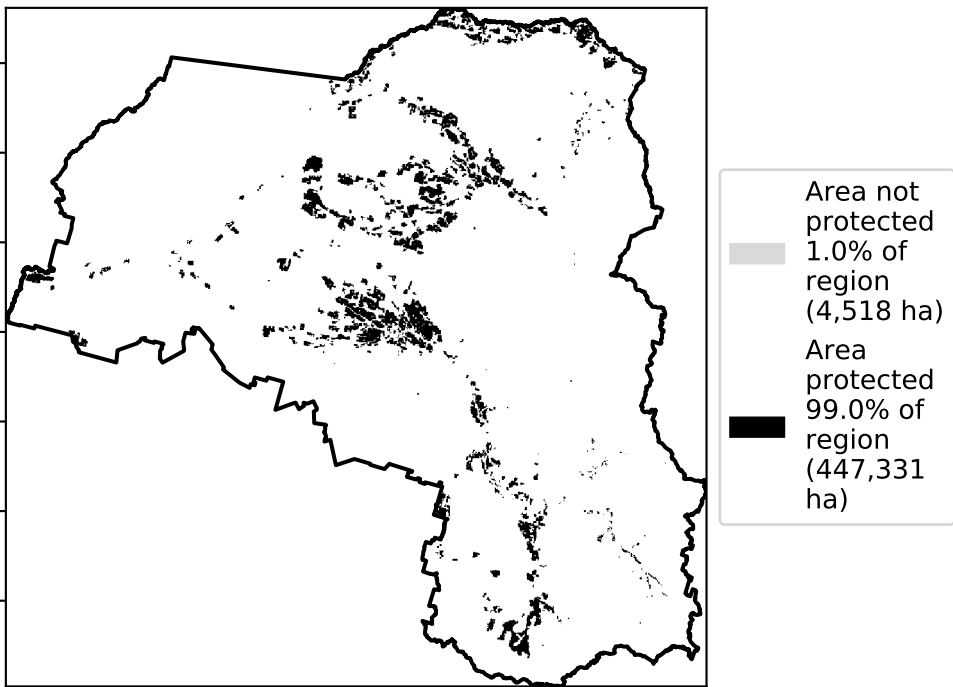 Area not
protected
1.0% of
region
(4,518 ha)
Area
protected
99.0% of
region
(447,331
ha)